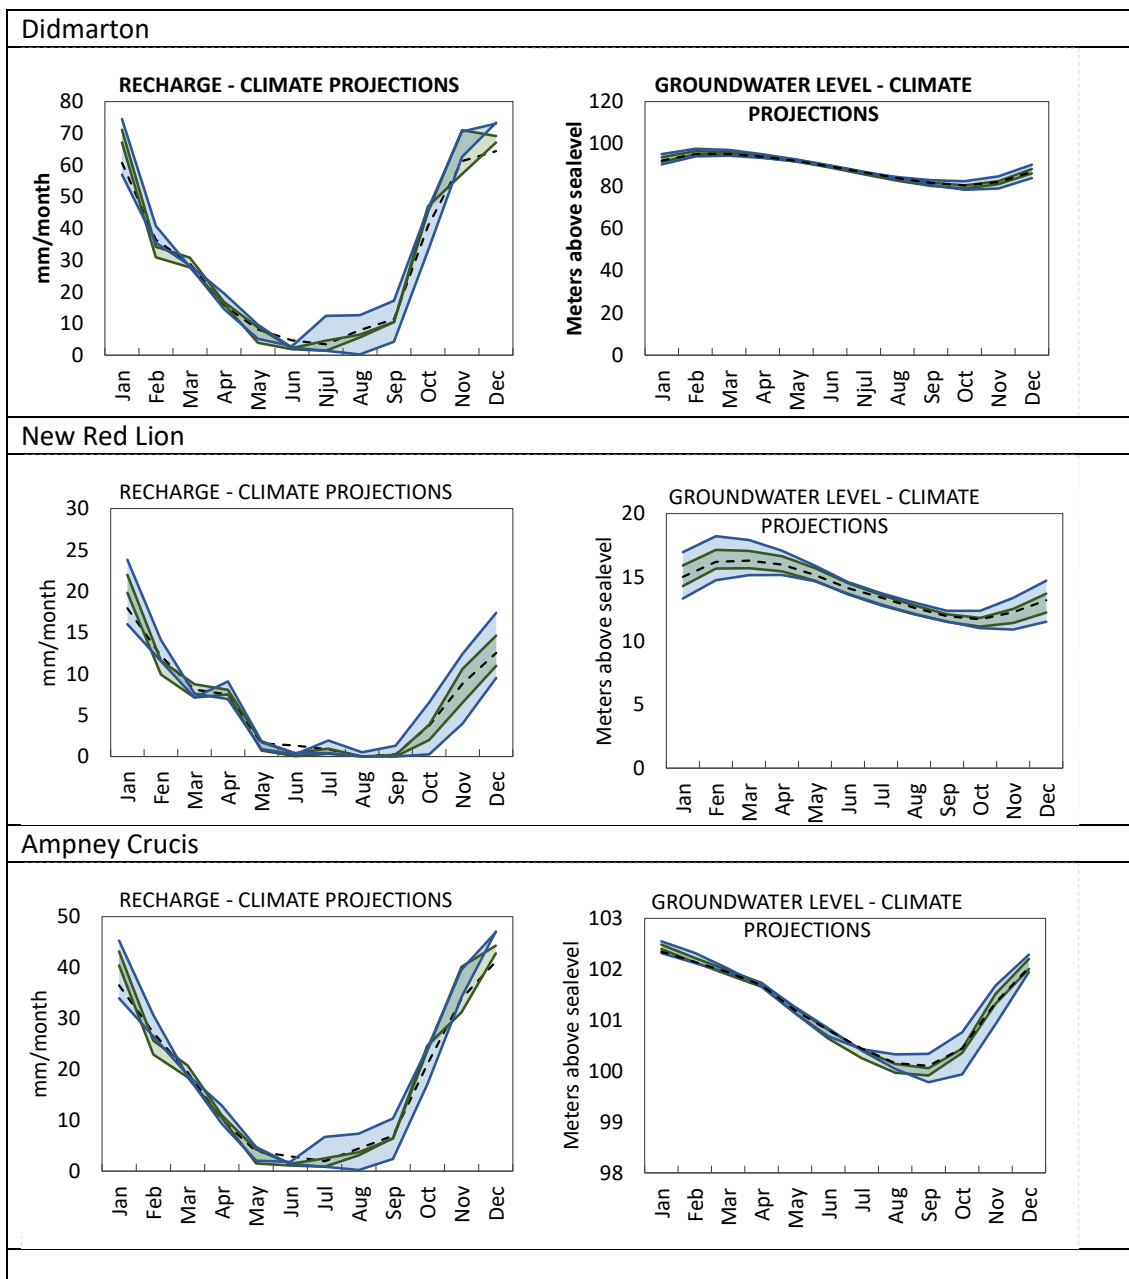 Didmarton
RECHARGE - CLIMATE PROJECTIONS
mm/month
80
70
60
50
40
30
20
10
0
Jan
Feb
Mar
Apr
May
Jun
Njul
Aug
Sep
Oct
Nov
Dec
GROUNDWATER LEVEL - CLIMATE
PROJECTIONS
Meters above sealevel
120
100
80
60
40
20
0
Jan
Feb
Mar
Apr
May
Jun
Njul
Aug
Sep
Oct
Nov
Dec
New Red Lion
RECHARGE - CLIMATE PROJECTIONS
mm/month
30
25
20
15
10
5
0
Jan
Fen
Mar
Apr
May
Jun
Jul
Aug
Sep
Oct
Nov
Dec
GROUNDWATER LEVEL - CLIMATE
PROJECTIONS
Meters above sealevel
20
15
10
5
0
Jan
Fen
Mar
Apr
May
Jun
Jul
Aug
Sep
Oct
Nov
Dec
Ampney Crucis
RECHARGE - CLIMATE PROJECTIONS
mm/month
50
40
30
20
10
0
Jan
Feb
Mar
Apr
May
Jun
Jul
Aug
Sep
Oct
Nov
Dec
GROUNDWATER LEVEL - CLIMATE
PROJECTIONS
Meters above sealevel
103
102
101
100
99
98
Jan
Feb
Mar
Apr
May
Jun
Jul
Aug
Sep
Oct
Nov
Dec